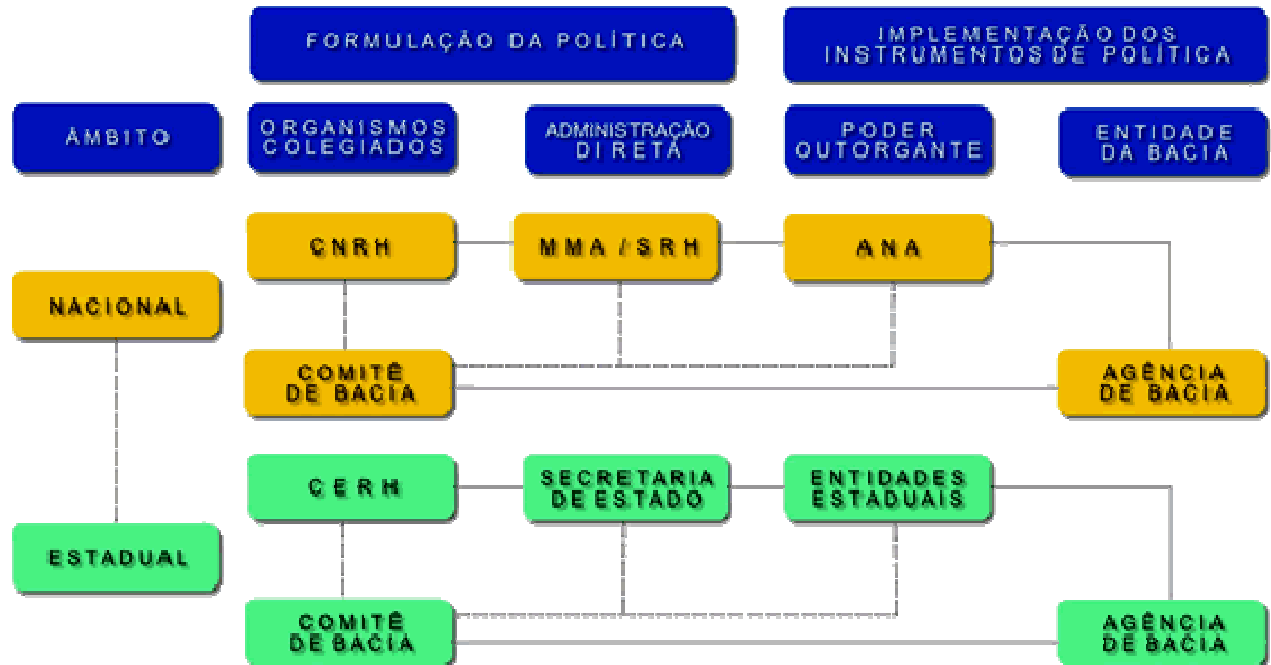 FORMULAÇÃO DA POLÍTICA
IMPLEMENTAÇÃO DOS
INSTRUMENTOS DE POLÍTICA
ÂMBITO
ORGANISMOS
COLEGIADOS
ADMINISTRAÇÃO
DIRETA
PODER
OUTORGANTE
ENTIDADE
DA BACIA
NACIONAL
CNRH
MMA / SRH
ANA
COMITÊ
DE BACIA
AGÊNCIA
DE BACIA
ESTADUAL
CERH
SECRETARIA
DE ESTADO
ENTIDADES
ESTADUAIS
COMITÊ
DE BACIA
AGÊNCIA
DE BACIA